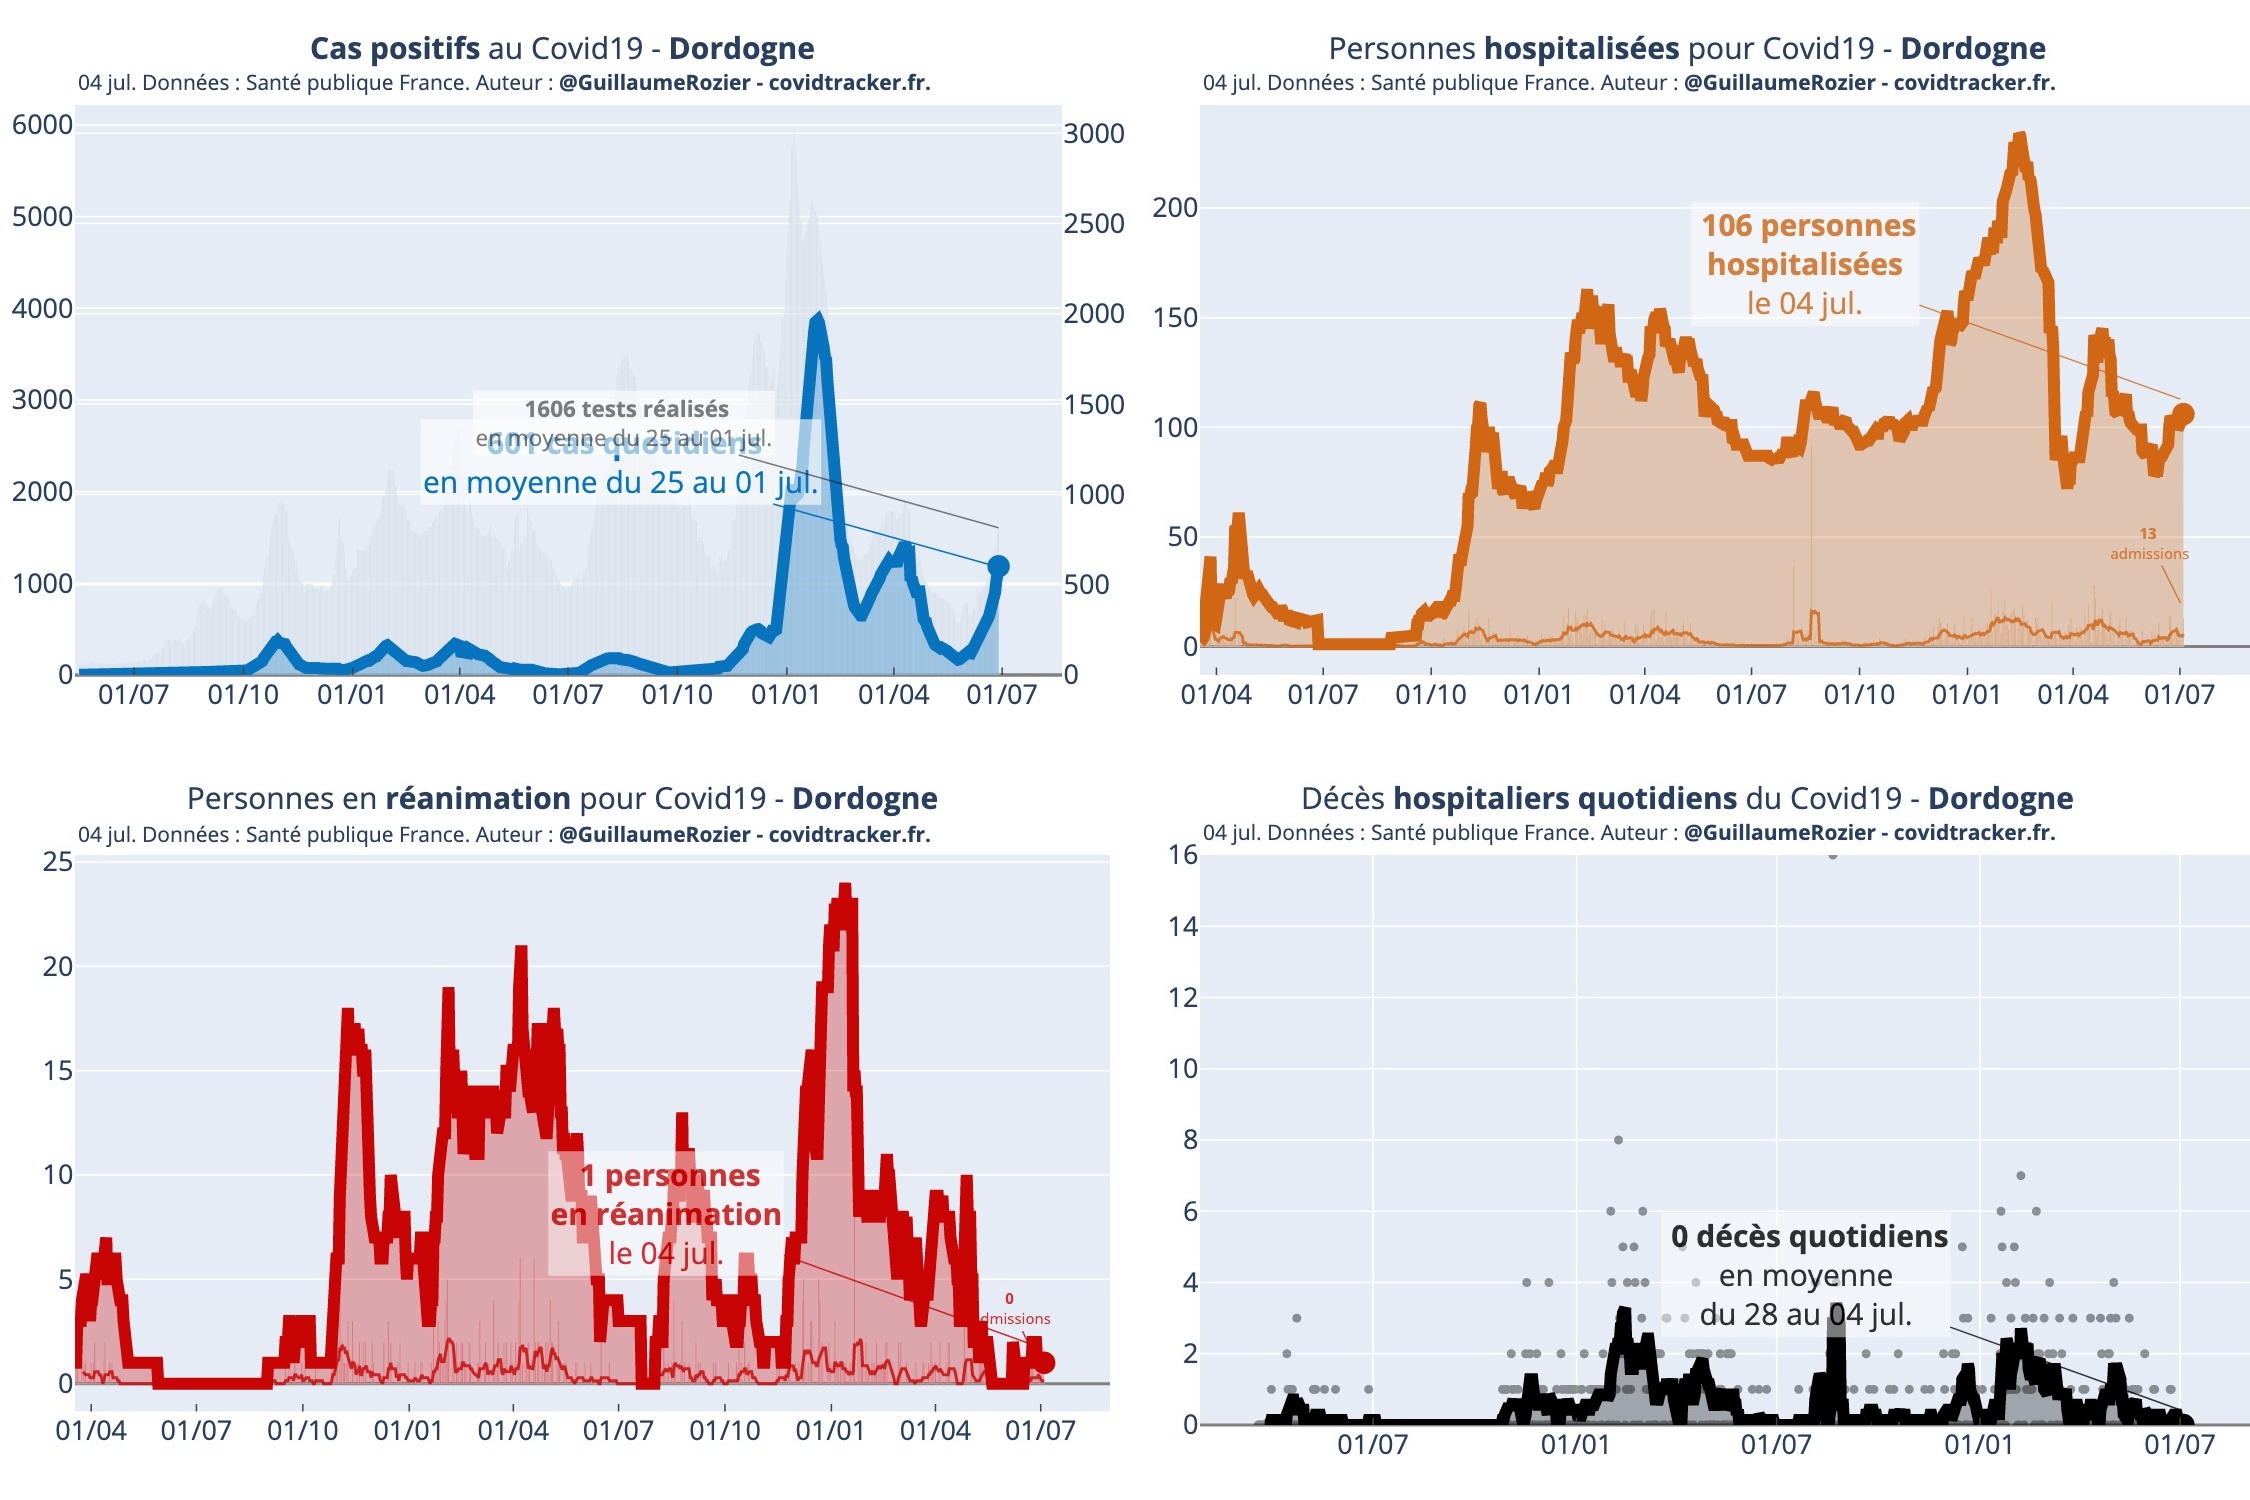 Cas positifs au Covid19 - Dordogne
04 jul. Données : Santé publique France. Auteur : @GuillaumeRozier - covidtracker.fr.
6000
5000
4000
3000
2000
1000
0
3000
2500
2000
1500
1000
500
0
1606 tests réalisés
en moyenne du 25 au 01 jul.
601 cas quotidiens
en moyenne du 25 au 01 jul.
01/07 01/10 01/01 01/04 01/07 01/10 01/01 01/04 01/07
Personnes hospitalisées pour Covid19 - Dordogne
04 jul. Données : Santé publique France. Auteur : @GuillaumeRozier - covidtracker.fr.
200
150
100
50
0
106 personnes
hospitalisées
le 04 jul.
13
admissions
01/04 01/07 01/10 01/01 01/04 01/07 01/10 01/01 01/04 01/07
Personnes en réanimation pour Covid19 - Dordogne
04 jul. Données : Santé publique France. Auteur : @GuillaumeRozier - covidtracker.fr.
25
20
15
10
5
0
1 personnes
en réanimation
le 04 jul.
0
dmissions
01/04 01/07 01/10 01/01 01/04 01/07 01/10 01/01 01/04 01/07
Décès hospitaliers quotidiens du Covid19 - Dordogne
04 jul. Données : Santé publique France. Auteur : @GuillaumeRozier - covidtracker.fr.
16
14
12
10
8
6
4
2
0
0 décès quotidiens
en moyenne
du 28 au 04 jul.
01/07 01/01 01/07 01/01 01/07